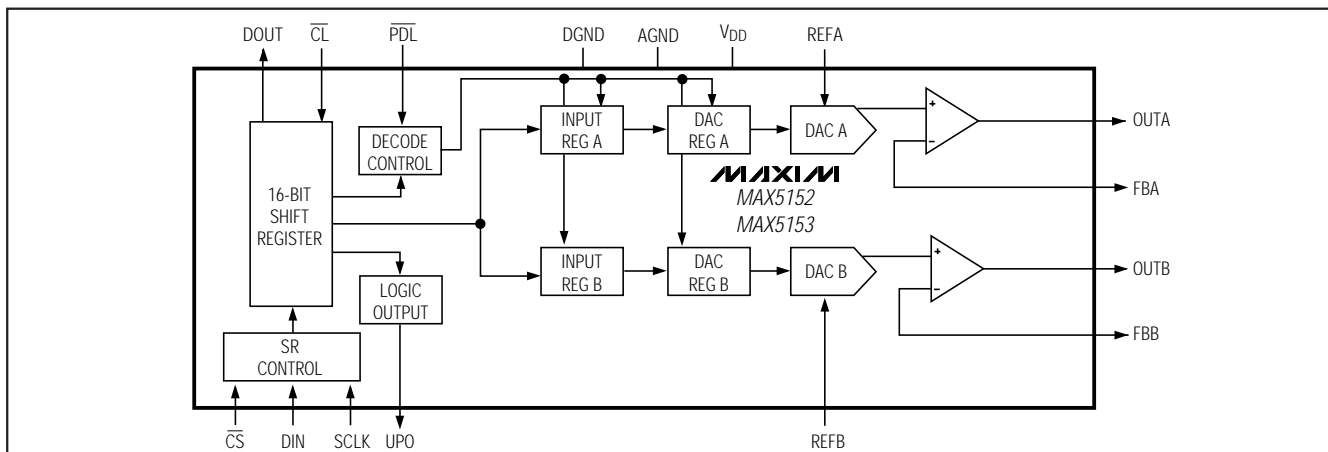 DOUT
CL
PDL
DGND
AGND
VDD
REFA
16-BIT
SHIFT
REGISTER
DECODE
CONTROL
INPUT
REG A
DAC
REG A
DAC A
+
−
OUTA
FBA
MAXIM
MAX5152
MAX5153
LOGIC
OUTPUT
INPUT
REG B
DAC
REG B
DAC B
+
−
OUTB
FBB
SR
CONTROL
CS
DIN
SCLK
UPO
REFB